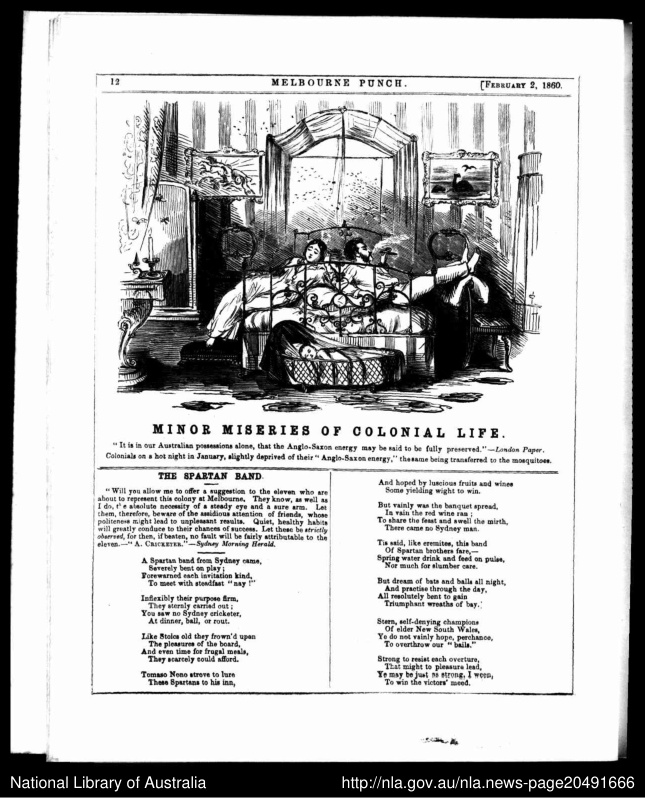 12
MELBOURNE PUNCH.
[FEBRUARY 2, 1860.
MINOR MISERIES OF COLONIAL LIFE.
"It is in our Australian possessions alone, that the Anglo-Saxon energy may be said to be fully preserved."—London Paper.
Colonials on a hot night in January, slightly deprived of their "Anglo-Saxon energy," the same being transferred to the mosquitoes.
THE SPARTAN BAND.
"Will you allow me to offer a suggestion to the eleven who are
about to represent this colony at Melbourne. They know, as well as
I do, the absolute necessity of a steady eye and a sure arm. Let
them, therefore, beware of the assiduous attention of friends, whose
politeness might lead to unpleasant results. Quiet, healthy habits
will greatly conduce to their chances of success. Let these be strictly
observed, for then, if beaten, no fault will be fairly attributable to the
eleven.—" A. CRICKETER."—Sydney Morning Herald.
A Spartan band from Sydney came,
Severely bent on play;
Forewarned each invitation kind,
To meet with steadfast "nay!"
Inflexibly their purpose firm,
They sternly carried out;
You saw no Sydney cricketer,
At dinner, ball, or rout.
Like Stoics old they frown'd upon
The pleasures of the board,
And even time for frugal meals,
They scarcely could afford.
Tomaso Neno strove to lure
These Spartans to his inn,
And hoped by luscious fruits and wines
Some yielding wight to win.
But vainly was the banquet spread,
In vain the red wine ran;
To share the feast and swell the mirth,
There came no Sydney man.
Tis said, like eremites, this band
Of Spartan brothers fare,—
Spring water drink and feed on pulse,
Nor much for slumber care.
But dream of bats and balls all night,
And practise through the day,
All resolutely bent to gain
Triumphant wreaths of bay.
Stern, self-denying champions
Of elder New South Wales,
Ye do not vainly hope, perchance,
To overthrow our "bails."
Strong to resist each overture,
That might to pleasure lead,
Ye may be just as strong, I ween,
To win the victors' meed.
National Library of Australia
http://nla.gov.au/nla.news-page20491666